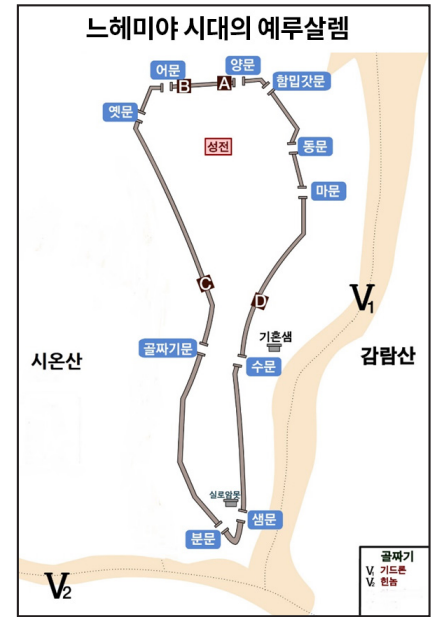 느헤미야 시대의 예루살렘
양문
어문
B
A
함밉갓문
옛문
성전
동문
마문
C
D
V1
기혼샘
골짜기문
시온산
수문
감람산
실로암못
샘문
분문
V2
골짜기
V1 기드론
V2 힌놈